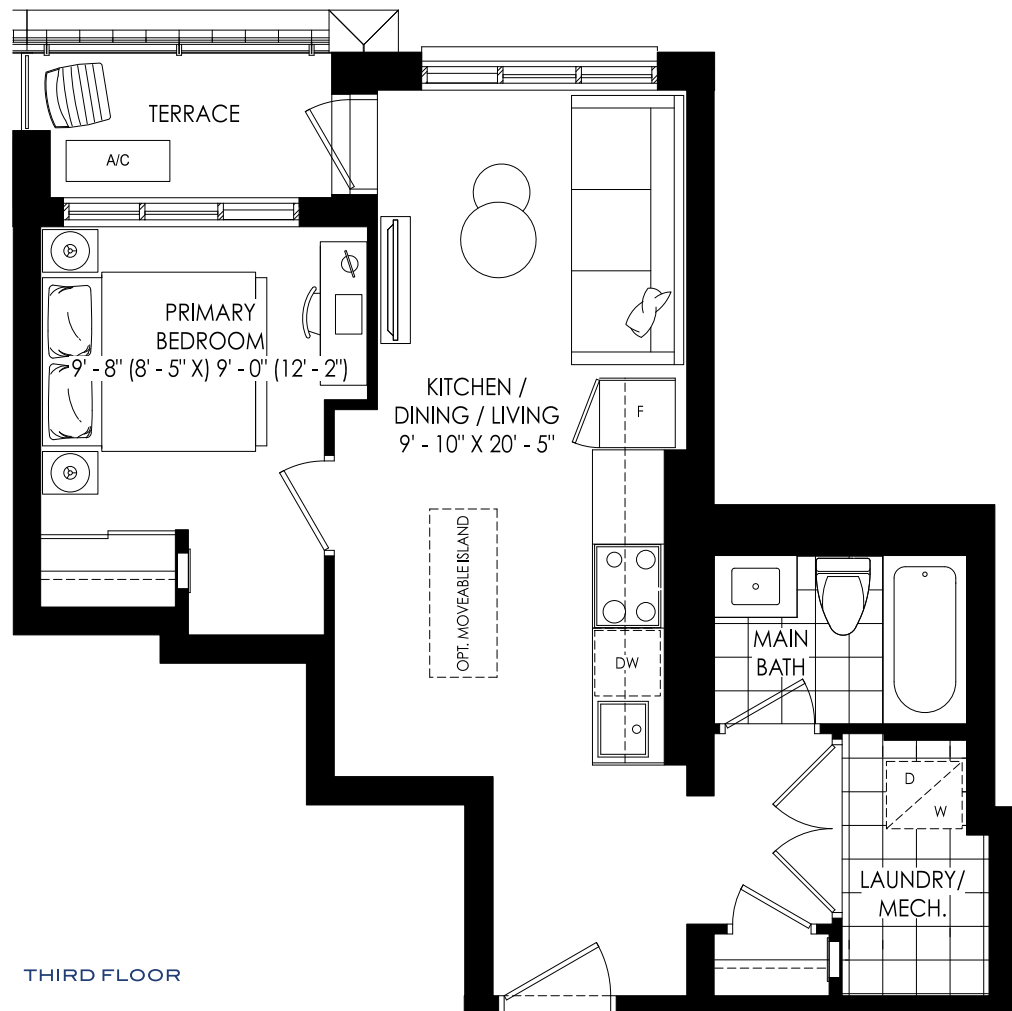 TERRACE
A/C
PRIMARY
BEDROOM
9' - 8" (8' - 5" X) 9' - 0" (12' - 2")
KITCHEN /
DINING / LIVING
9' - 10" X 20' - 5"
F
OPT. MOVEABLE ISLAND
DW
MAIN
BATH
D
W
LAUNDRY/
MECH.
THIRD FLOOR